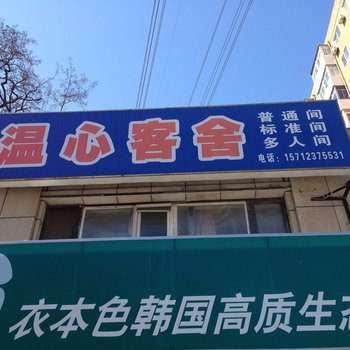 温心客舍
普通间
标准间
多人间
电话：15712375531
衣本色韩国高质生态